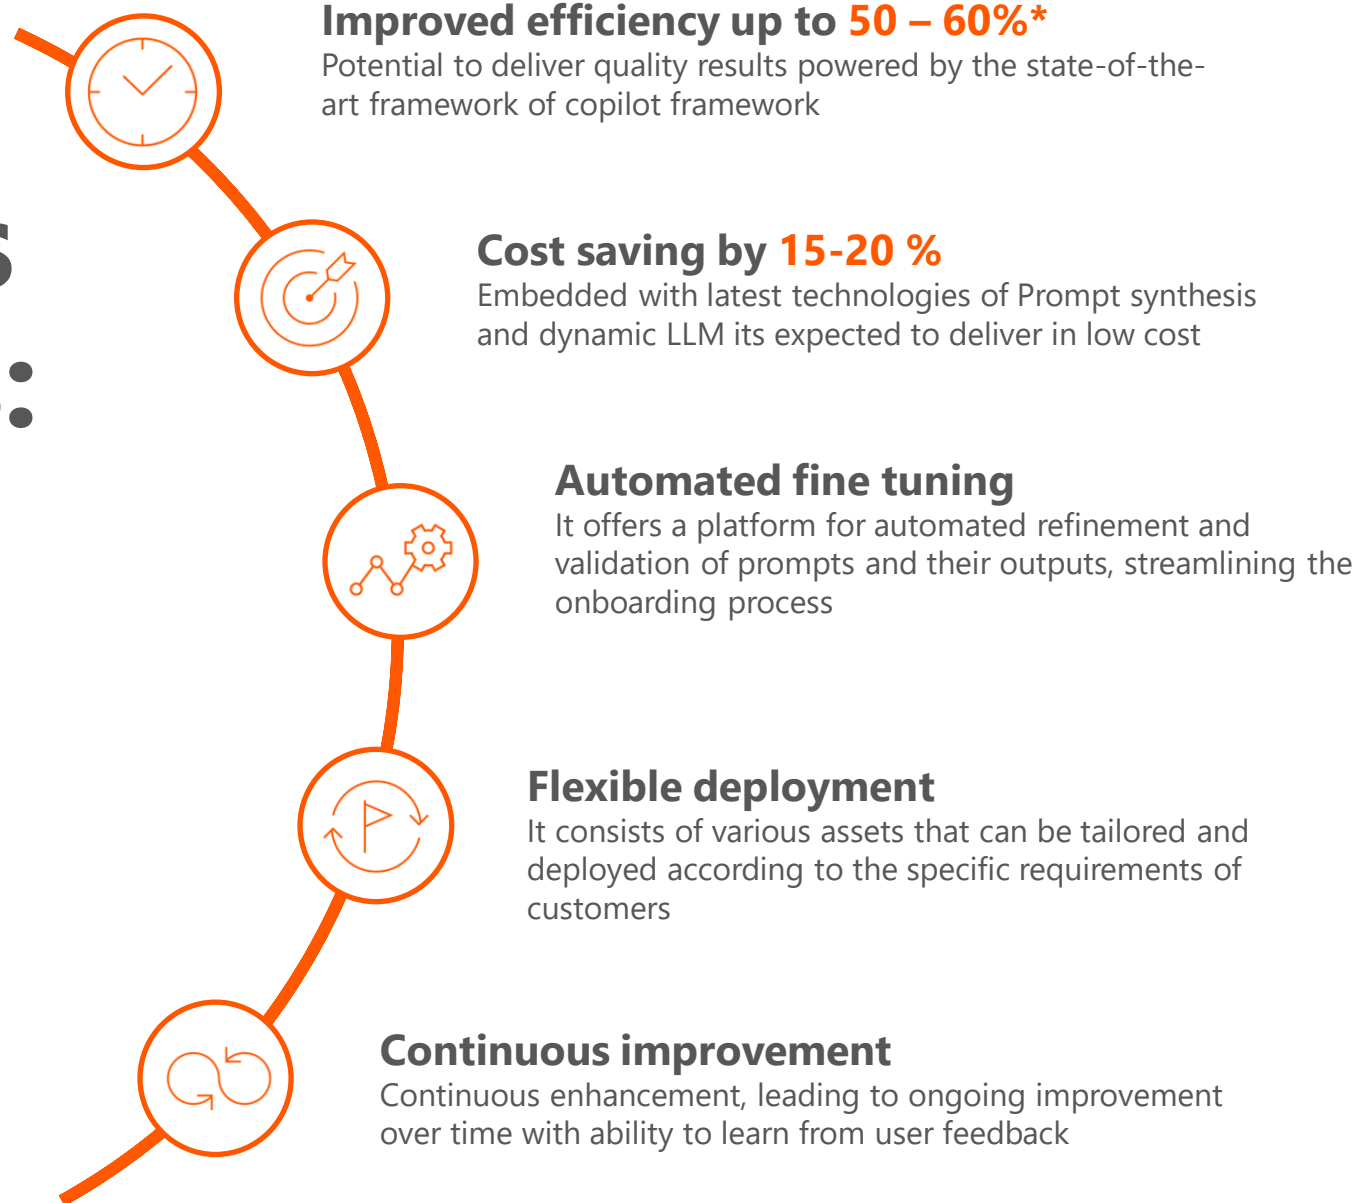 Improved efficiency up to 50 – 60%*
Potential to deliver quality results powered by the state-of-the-
art framework of copilot framework
Cost saving by 15-20 %
Embedded with latest technologies of Prompt synthesis
and dynamic LLM its expected to deliver in low cost
Automated fine tuning
It offers a platform for automated refinement and
validation of prompts and their outputs, streamlining the
onboarding process
Flexible deployment
It consists of various assets that can be tailored and
deployed according to the specific requirements of
customers
Continuous improvement
Continuous enhancement, leading to ongoing improvement
over time with ability to learn from user feedback